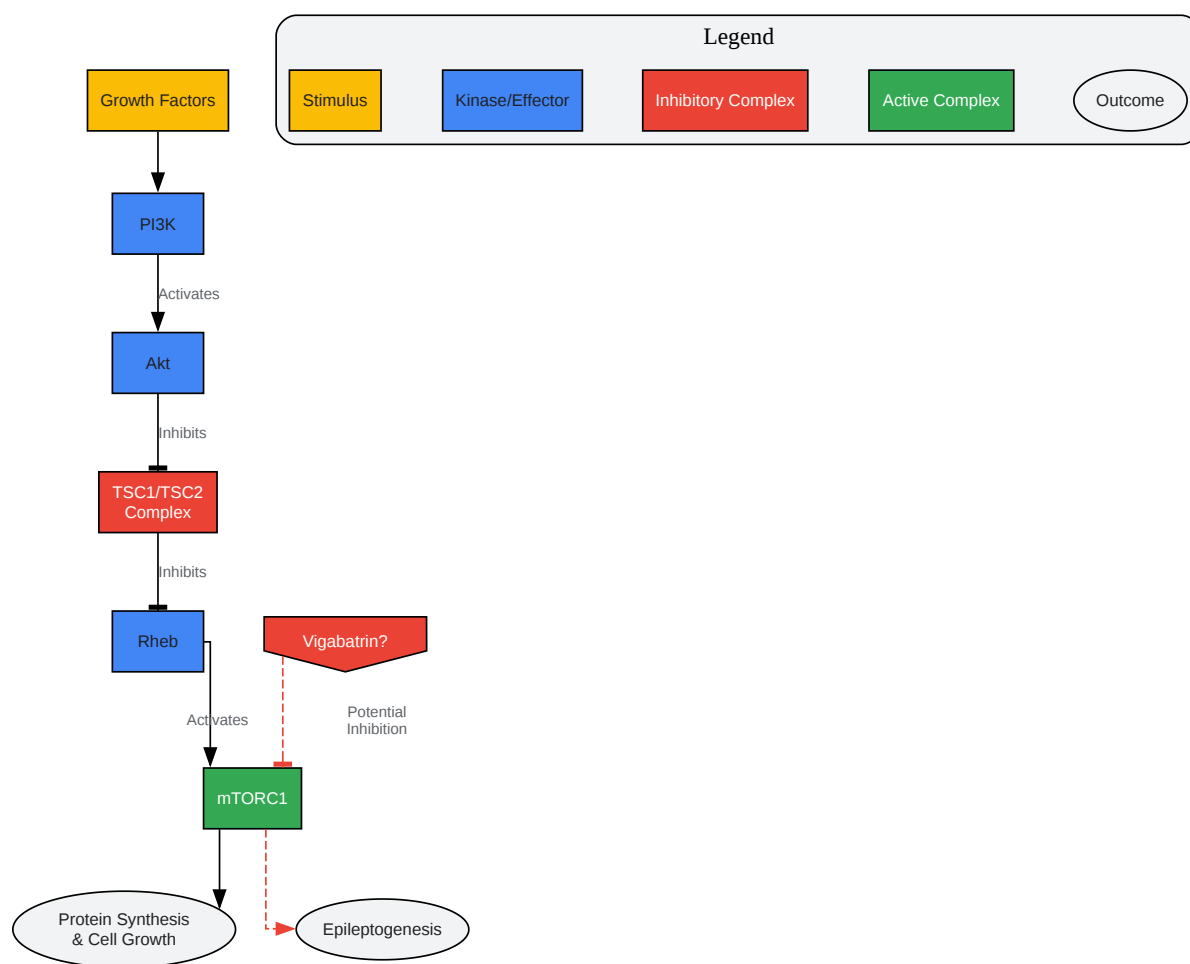 Legend
Growth Factors
Stimulus
Kinase/Effector
Inhibitory Complex
Active Complex
Outcome
PI3K
Activates
Akt
Inhibits
TSC1/TSC2
Complex
Inhibits
Rheb
Vigabatrin?
Activates
Potential
Inhibition
mTORC1
Protein Synthesis
& Cell Growth
Epileptogenesis